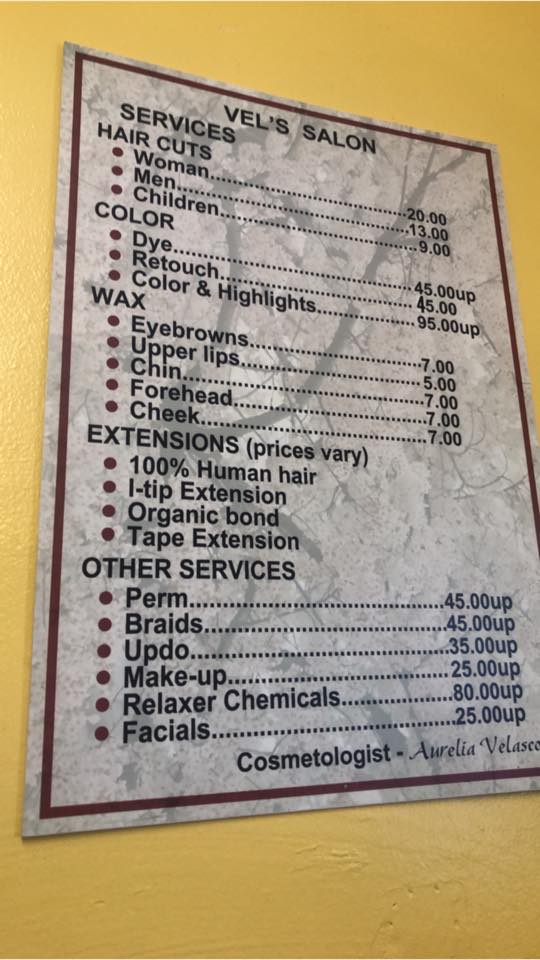 VEL'S SALON
SERVICES
HAIR CUTS
• Woman..............................20.00
• Men..............................13.00
• Children..............................9.00
COLOR
• Dye..............................45.00up
• Retouch..............................45.00
• Color & Highlights...............95.00up
WAX
• Eyebrowns..............................7.00
• Upper lips..............................5.00
• Chin..............................7.00
• Forehead..............................7.00
• Cheek..............................7.00
EXTENSIONS (prices vary)
• 100% Human hair
• I-tip Extension
• Organic bond
• Tape Extension
OTHER SERVICES
• Perm..............................45.00up
• Braids..............................45.00up
• Updo..............................35.00up
• Make-up..............................25.00up
• Relaxer Chemicals...............80.00up
• Facials..............................25.00up
Cosmetologist - Aurelia Velasco